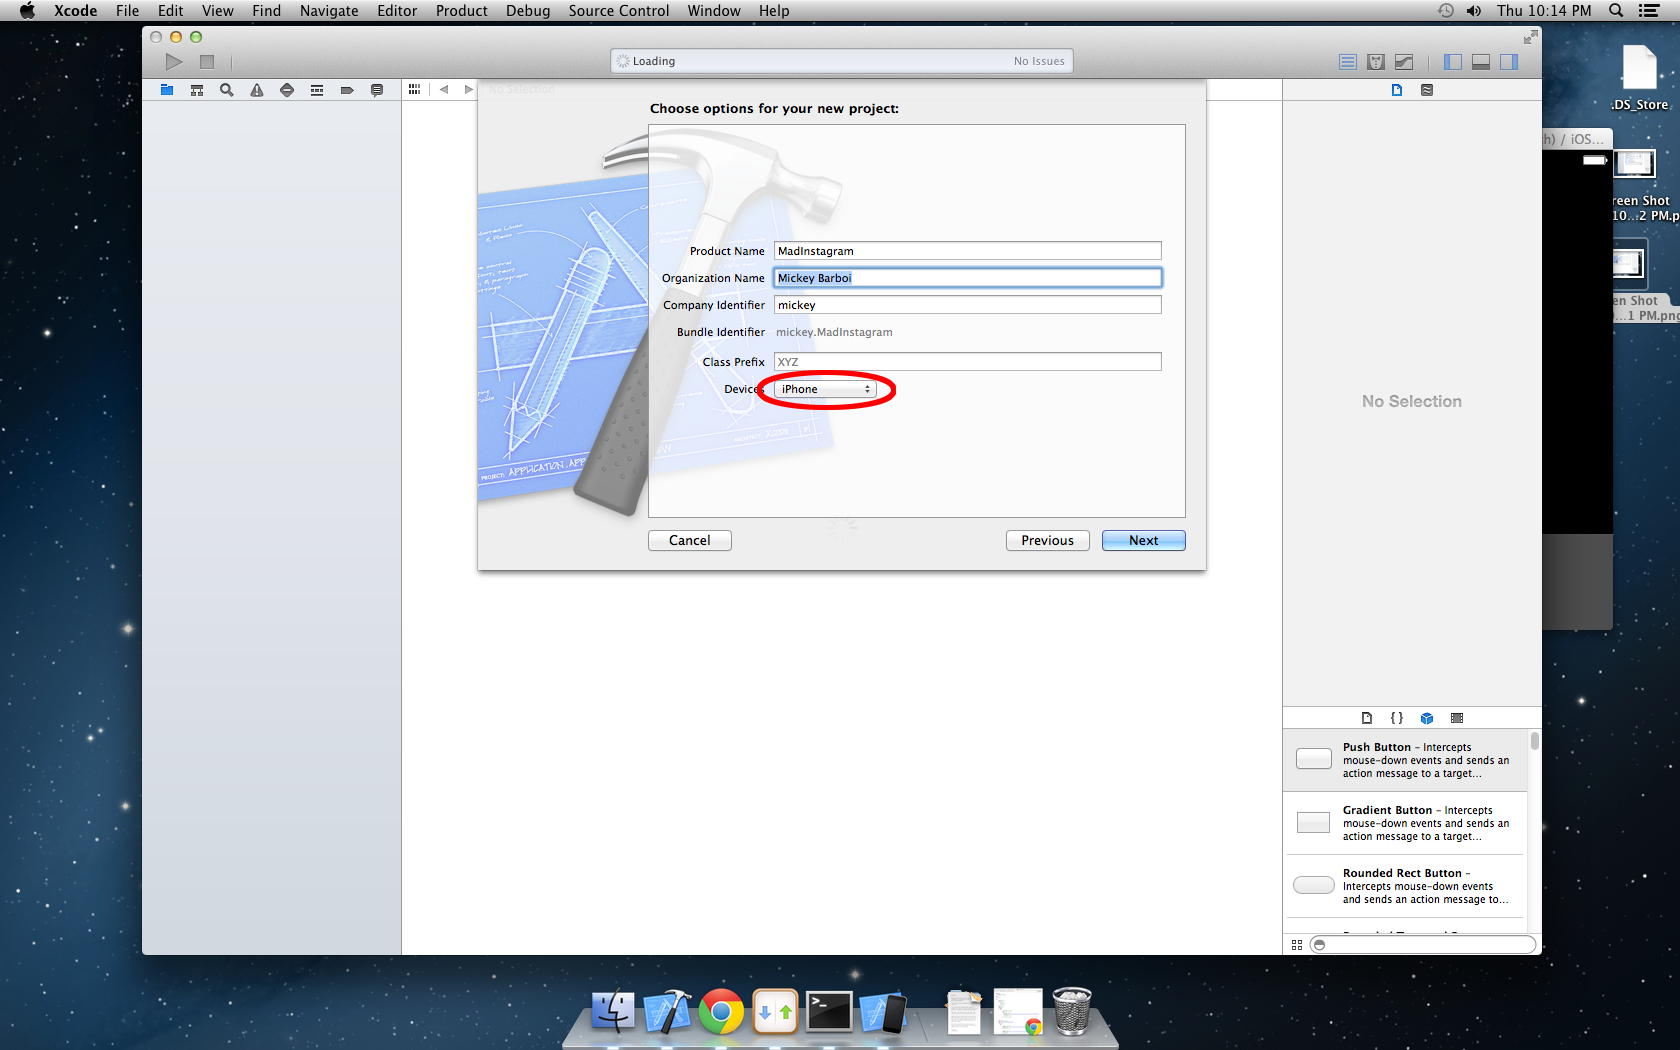 Xcode File Edit View Find Navigate Editor Product Debug Source Control Window Help Thu 10:14 PM
Loading No Issues
No Selection
.DS_Store
Choose options for your new project:
h) / iOS...
reen Shot
10...2 PM.p
Product Name MadInstagram
Organization Name Mickey Barboi
Company Identifier mickey
Bundle Identifier mickey.MadInstagram
Class Prefix XYZ
Devices iPhone
en Shot
...1 PM.png
No Selection
PROJECT: APPLICATION.APP
Cancel Previous Next
Push Button - Intercepts
mouse-down events and sends an
action message to a target...
Gradient Button - Intercepts
mouse-down events and sends an
action message to a target...
Rounded Rect Button -
Intercepts mouse-down events
and sends an action message to...